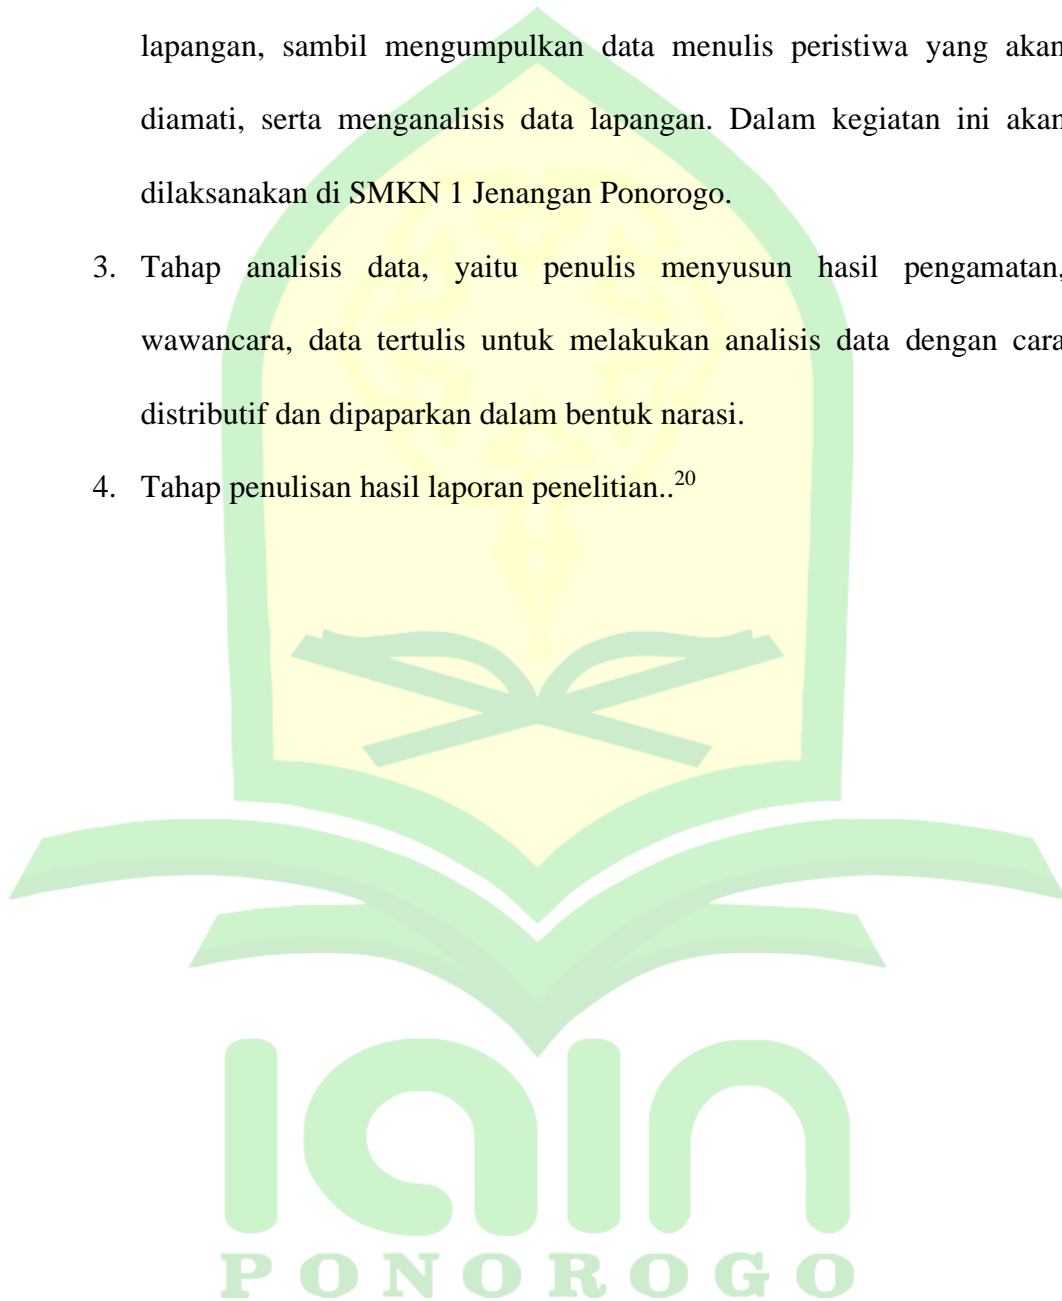 lapangan, sambil mengumpulkan data menulis peristiwa yang akan
diamati, serta menganalisis data lapangan. Dalam kegiatan ini akan
dilaksanakan di SMKN 1 Jenangan Ponorogo.
3. Tahap analisis data, yaitu penulis menyusun hasil pengamatan,
wawancara, data tertulis untuk melakukan analisis data dengan cara
distributif dan dipaparkan dalam bentuk narasi.
4. Tahap penulisan hasil laporan penelitian..20
iain
PONOROGO